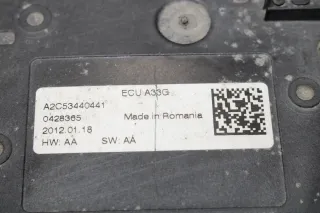 ECU A33G
A2C53440441
0428365 Made in Romania
2012.01.18
HW: AA SW: AA